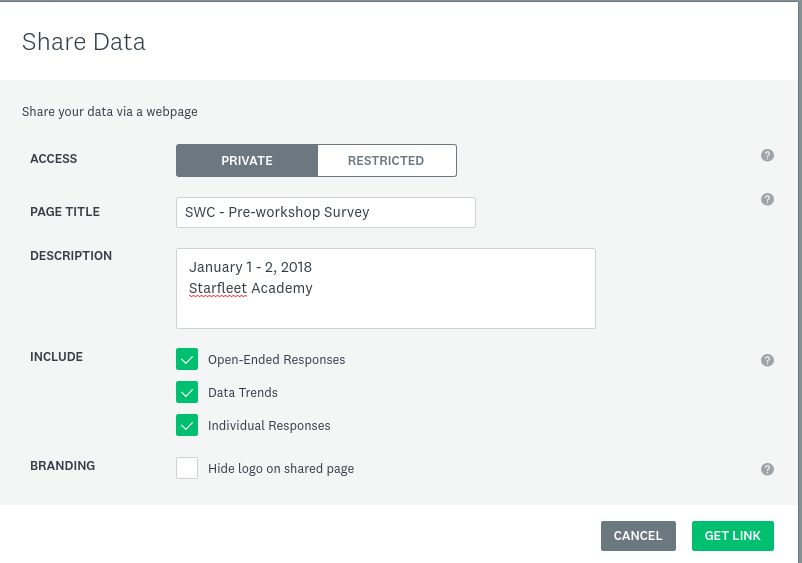 Share Data
Share your data via a webpage
ACCESS
PRIVATE RESTRICTED
?
PAGE TITLE
SWC - Pre-workshop Survey
?
DESCRIPTION
January 1 - 2, 2018
Starfleet Academy
INCLUDE
Open-Ended Responses
?
Data Trends
Individual Responses
BRANDING
Hide logo on shared page
?
CANCEL GET LINK